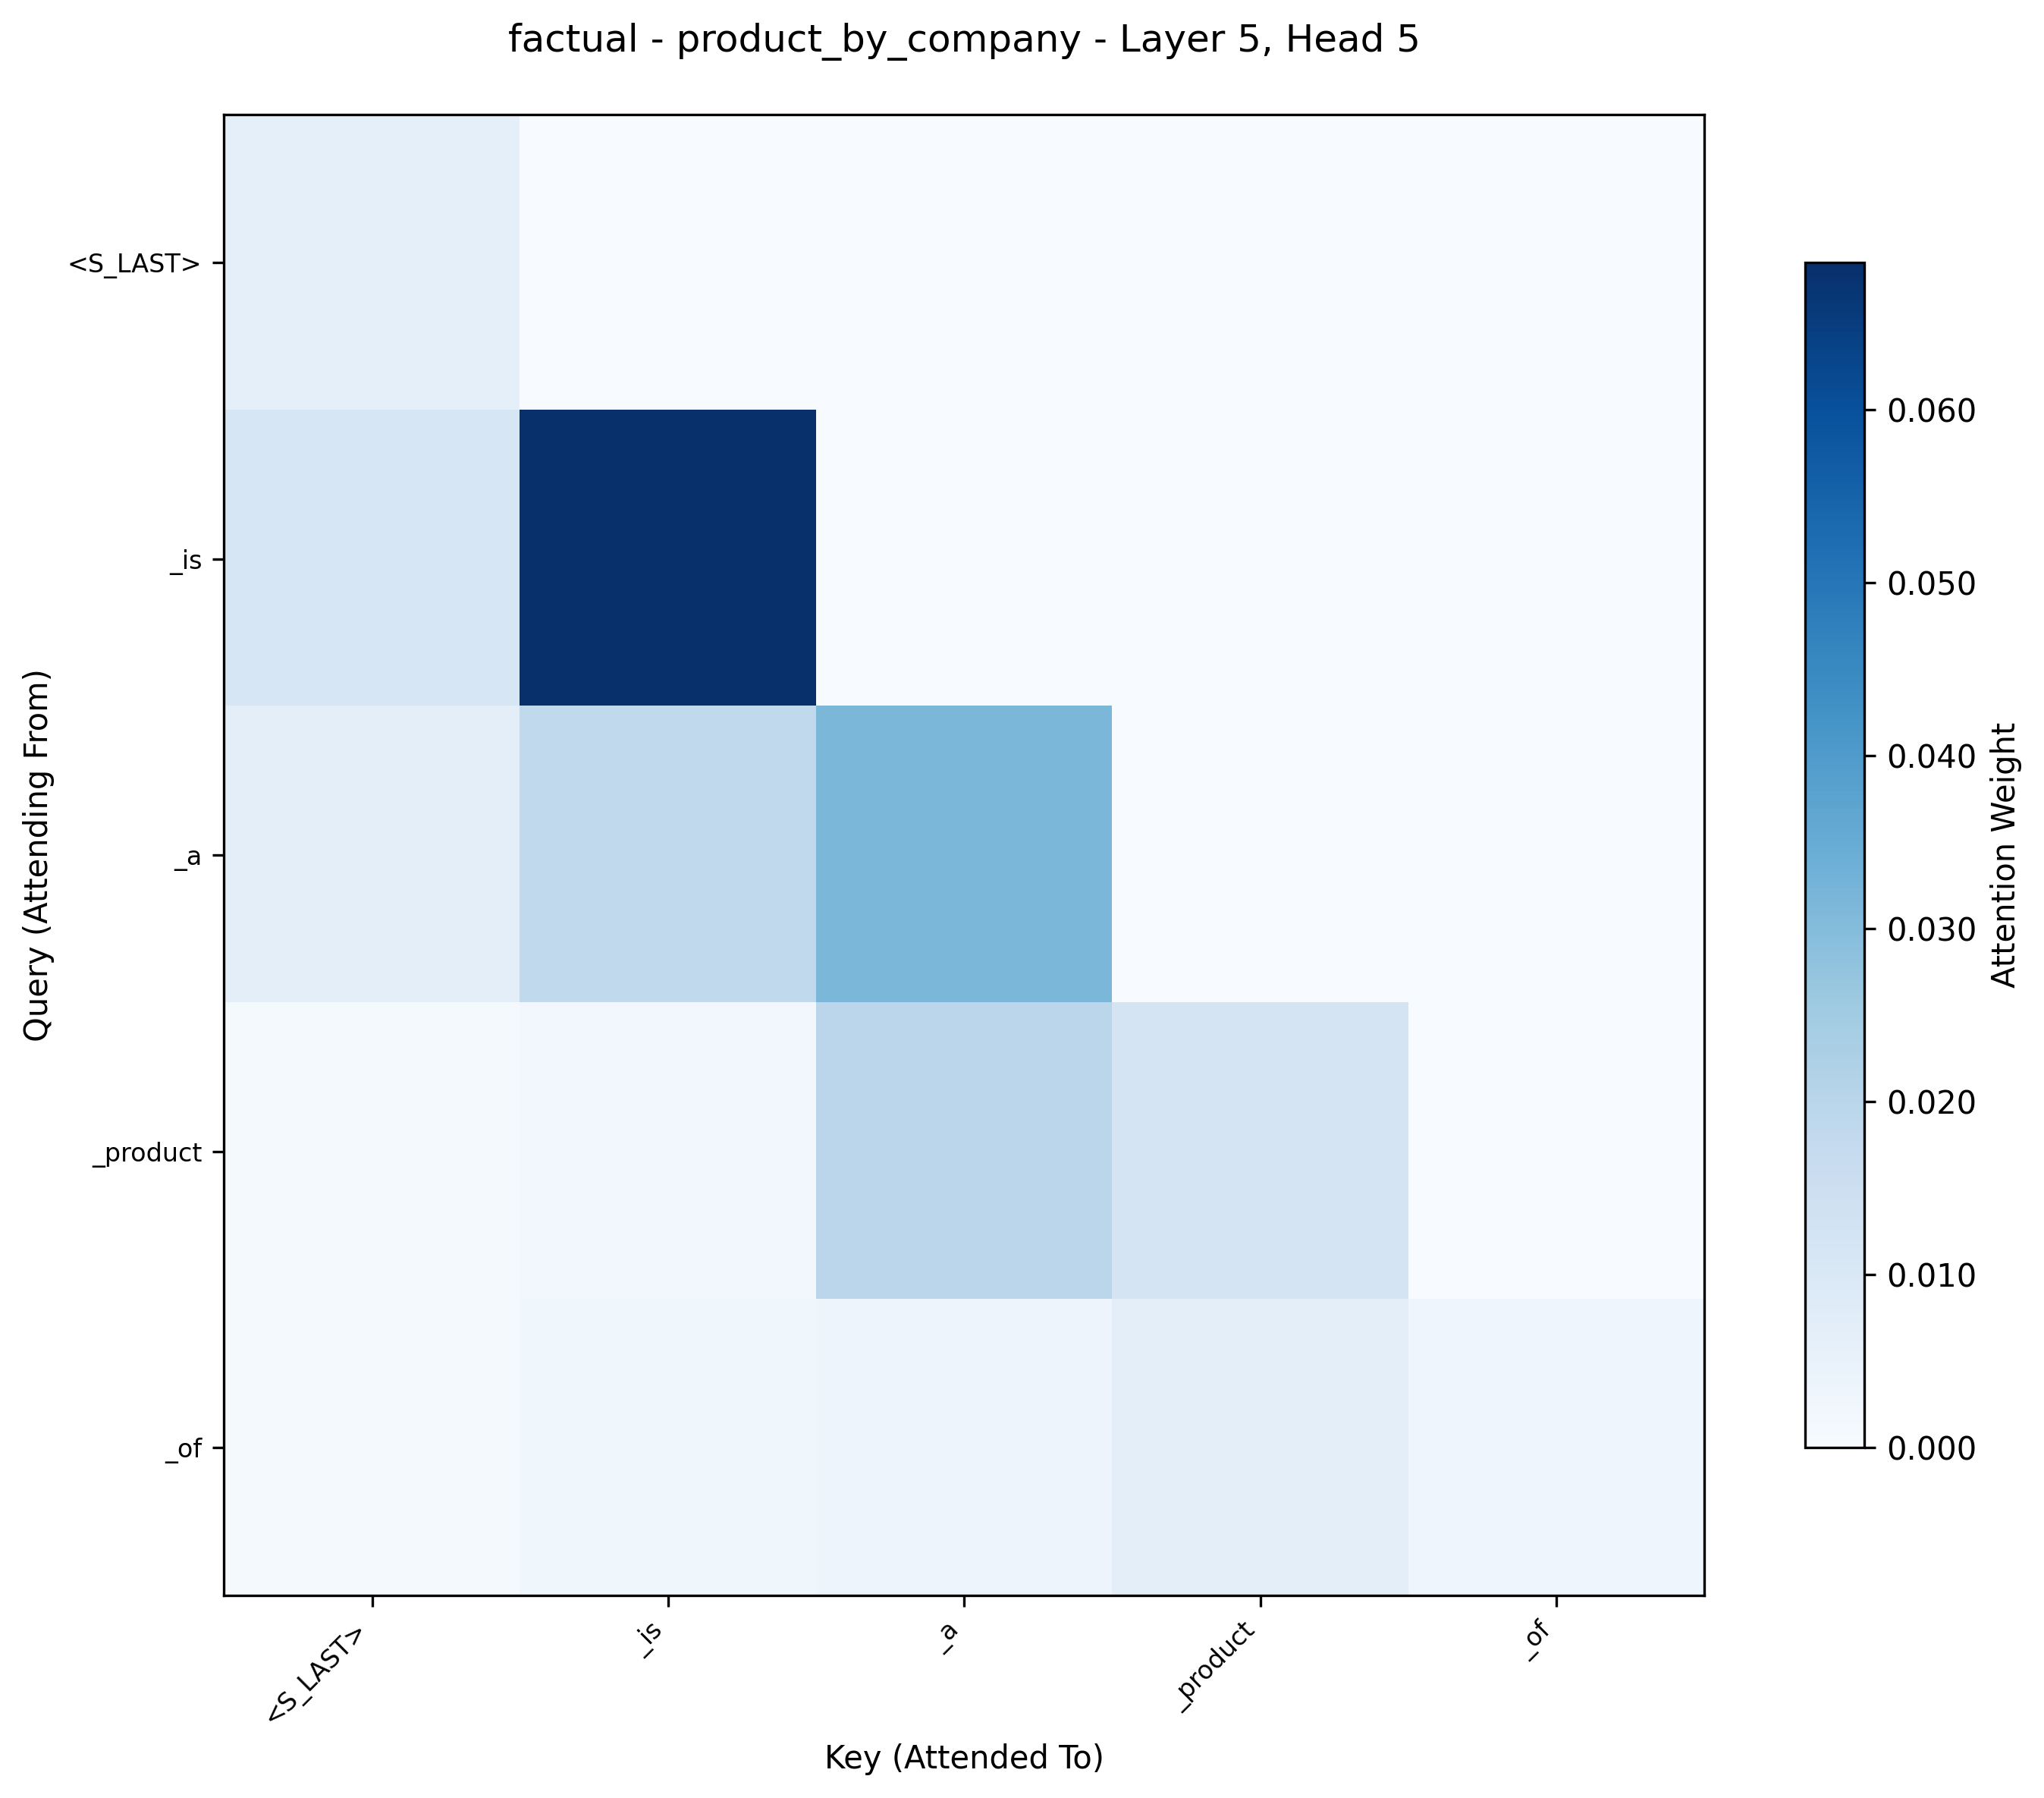 factual - product_by_company - Layer 5, Head 5
Query (Attending From)
<S_LAST>
_is
_a
_product
_of
<S_LAST>
_is
_a
_product
_of
Key (Attended To)
0.060
0.050
0.040
0.030
0.020
0.010
0.000
Attention Weight